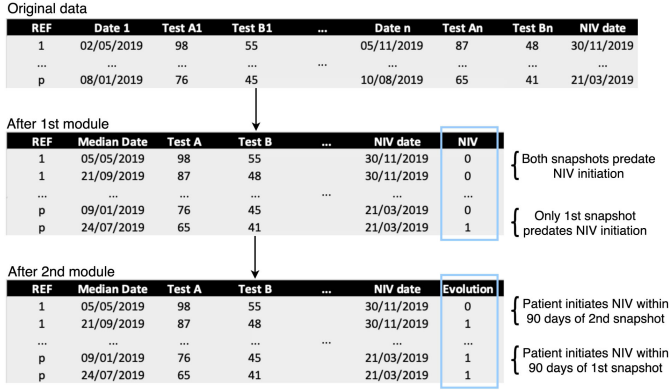 Original data
REF Date 1 Test A1 Test B1 ... Date n Test An Test Bn NIV date
1 02/05/2019 98 55 05/11/2019 87 48 30/11/2019
... ... ... ... ... ... ... ... ...
p 08/01/2019 76 45 10/08/2019 65 41 21/03/2019
After 1st module
REF Median Date Test A Test B ... NIV date NIV
1 05/05/2019 98 55 30/11/2019 0
1 21/09/2019 87 48 30/11/2019 0
... ... ... ... ... ... ...
p 09/01/2019 76 45 21/03/2019 0
p 24/07/2019 65 41 21/03/2019 1
Both snapshots predate
NIV initiation
Only 1st snapshot
predates NIV initiation
After 2nd module
REF Median Date Test A Test B ... NIV date Evolution
1 05/05/2019 98 55 30/11/2019 0
1 21/09/2019 87 48 30/11/2019 1
... ... ... ... ... ... ...
p 09/01/2019 76 45 21/03/2019 1
p 24/07/2019 65 41 21/03/2019 1
Patient initiates NIV within
90 days of 2nd snapshot
Patient initiates NIV within
90 days of 1st snapshot